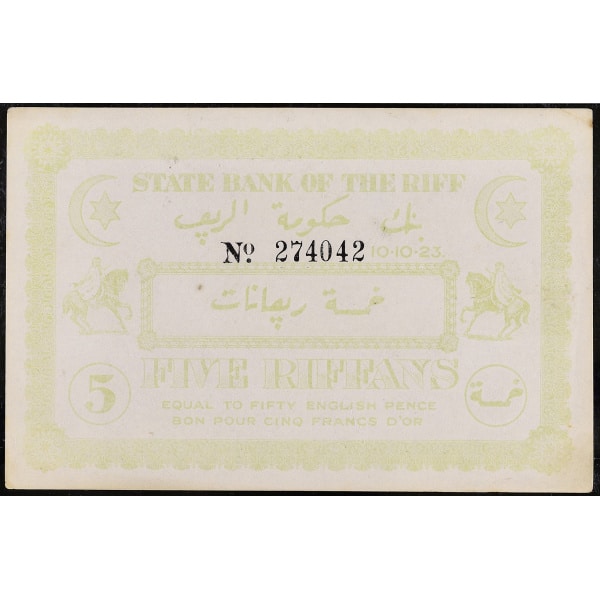 STATE BANK OF THE RIFF
بنك حكومة الريف
Nº 274042 10-10-23.
خمسة ريفانات
5 FIVE RIFFANS خمسة
EQUAL TO FIFTY ENGLISH PENCE
BON POUR CINQ FRANCS D'OR